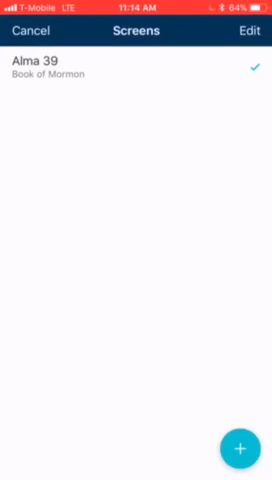 T-Mobile LTE 11:14 AM 64%
Cancel Screens Edit
Alma 39
Book of Mormon